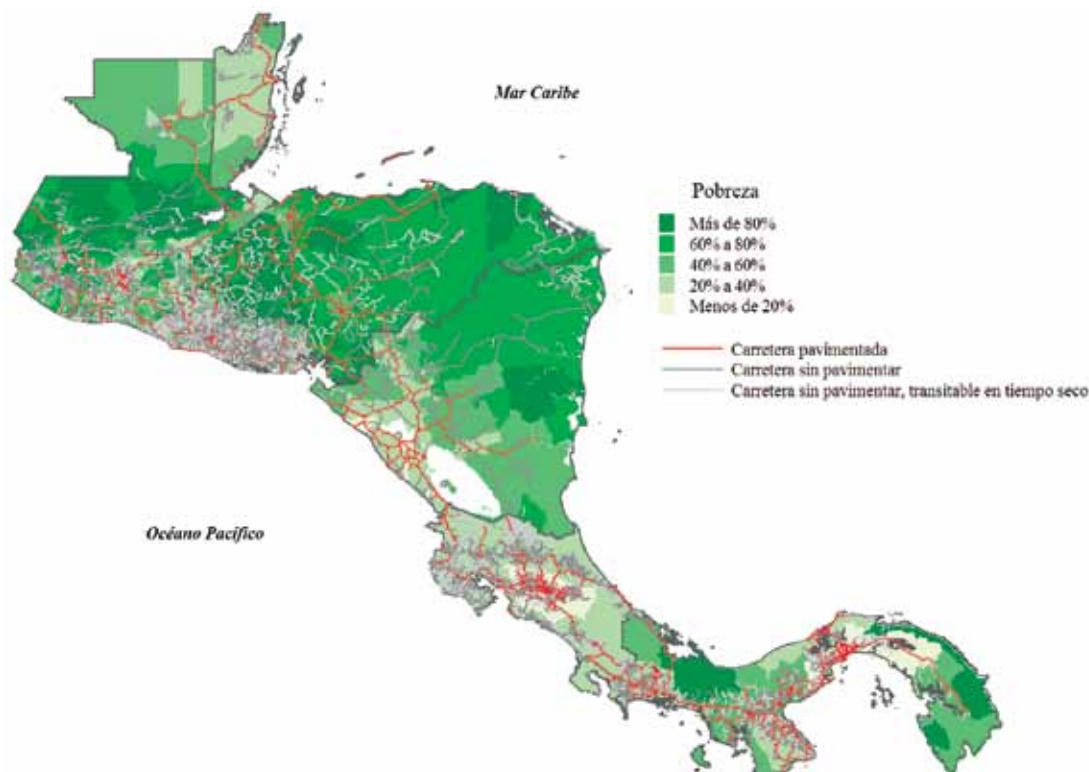 Mar Caribe
Pobreza
Más de 80%
60% a 80%
40% a 60%
20% a 40%
Menos de 20%
Carretera pavimentada
Carretera sin pavimentar
Carretera sin pavimentar, transitable en tiempo seco
Océano Pacífico